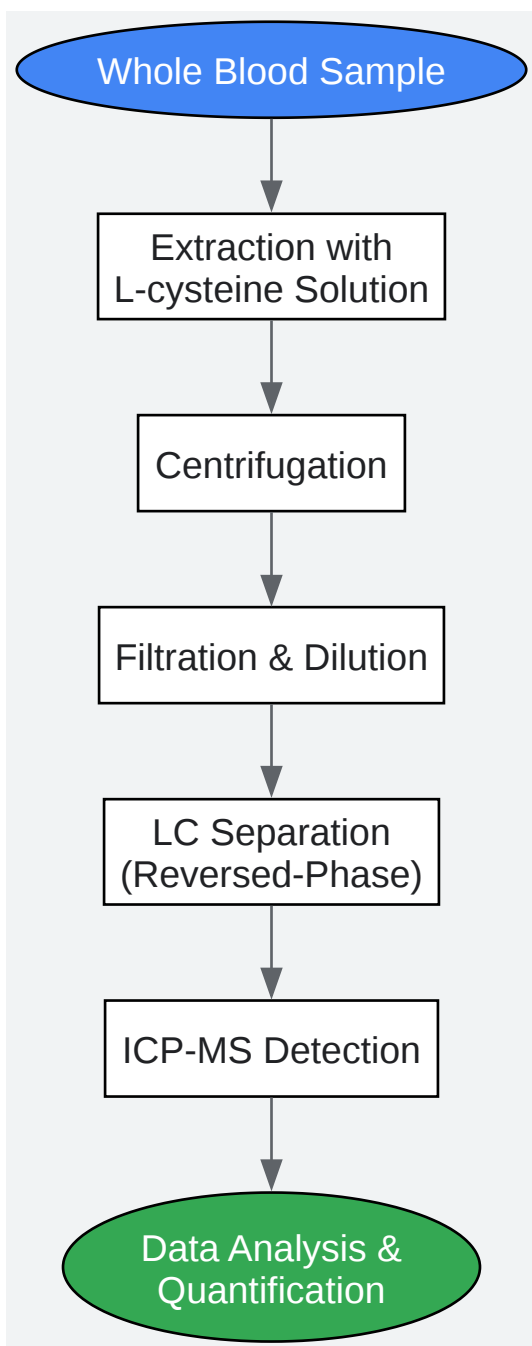 Whole Blood Sample
Extraction with
L-cysteine Solution
Centrifugation
Filtration & Dilution
LC Separation
(Reversed-Phase)
ICP-MS Detection
Data Analysis &
Quantification